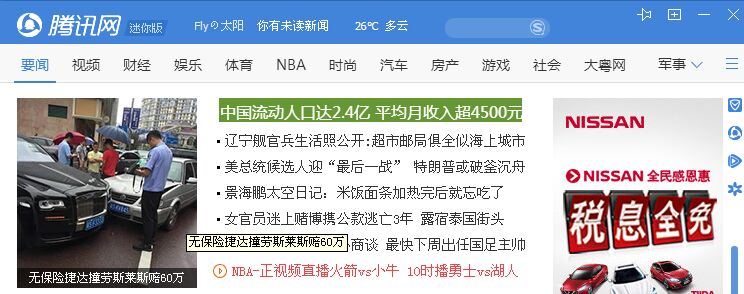 腾讯网 迷你版 Fly の太阳 你有未读新闻 26℃ 多云
要闻 视频 财经 娱乐 体育 NBA 时尚 汽车 房产 游戏 社会 大粤网 军事
中国流动人口达2.4亿 平均月收入超4500元
辽宁舰官兵生活照公开:超市邮局俱全似海上城市
美总统候选人迎“最后一战” 特朗普或破釜沉舟
景海鹏太空日记：米饭面条加热完后就忘吃了
女官员迷上赌博携公款逃亡3年 露宿泰国街头
无保险捷达撞劳斯莱斯赔60万
商谈 最快下周出任国足主帅
NBA-正视频直播火箭vs小牛 10时播勇士vs湖人
无保险捷达撞劳斯莱斯赔60万
NISSAN
NISSAN 全民感恩惠
税息全免
TIIDA